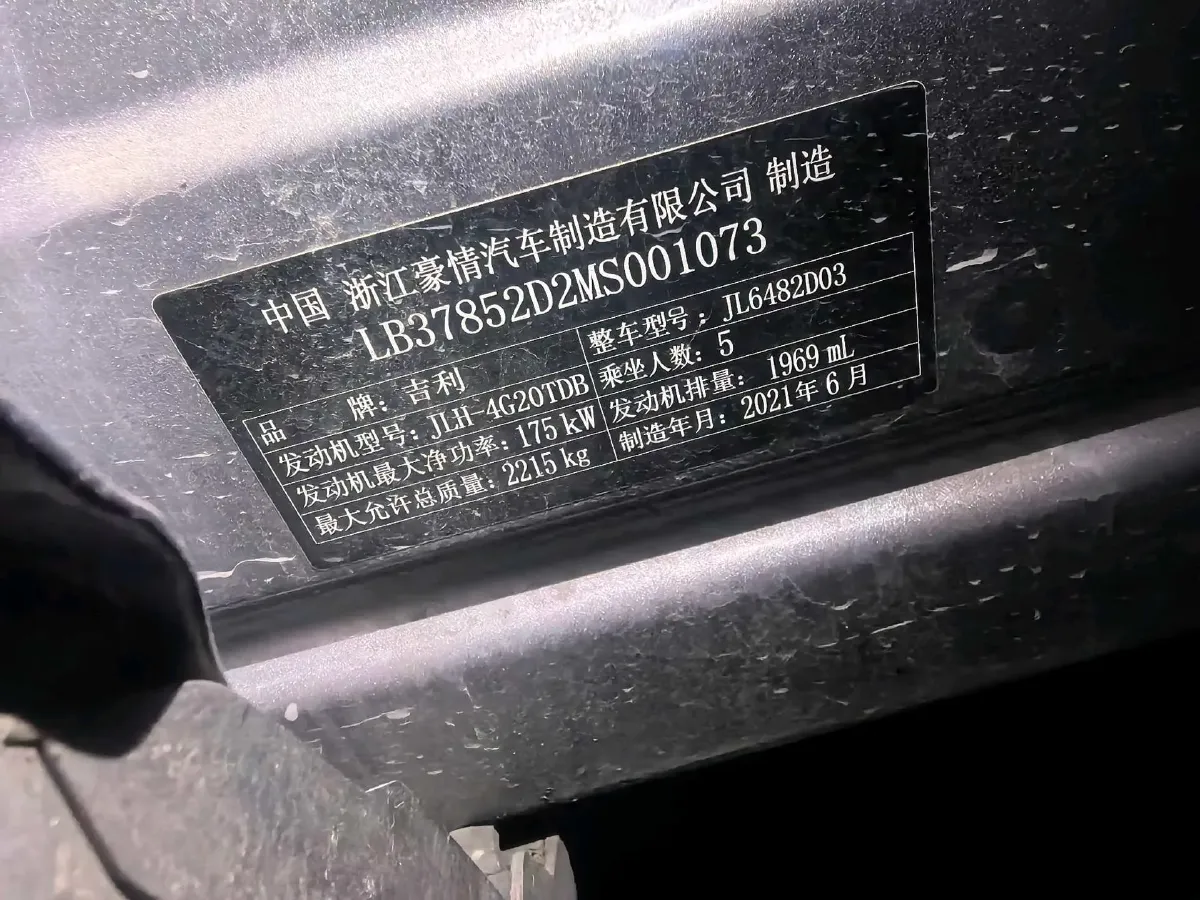 中国 浙江豪情汽车制造有限公司 制造
LB37852D2MS001073
品 牌：吉利 整车型号：JL6482D03
发动机型号：JLH-4G20TDB 乘坐人数：5
发动机最大净功率：175 kW 发动机排量：1969 mL
最大允许总质量：2215 kg 制造年月：2021年 6 月